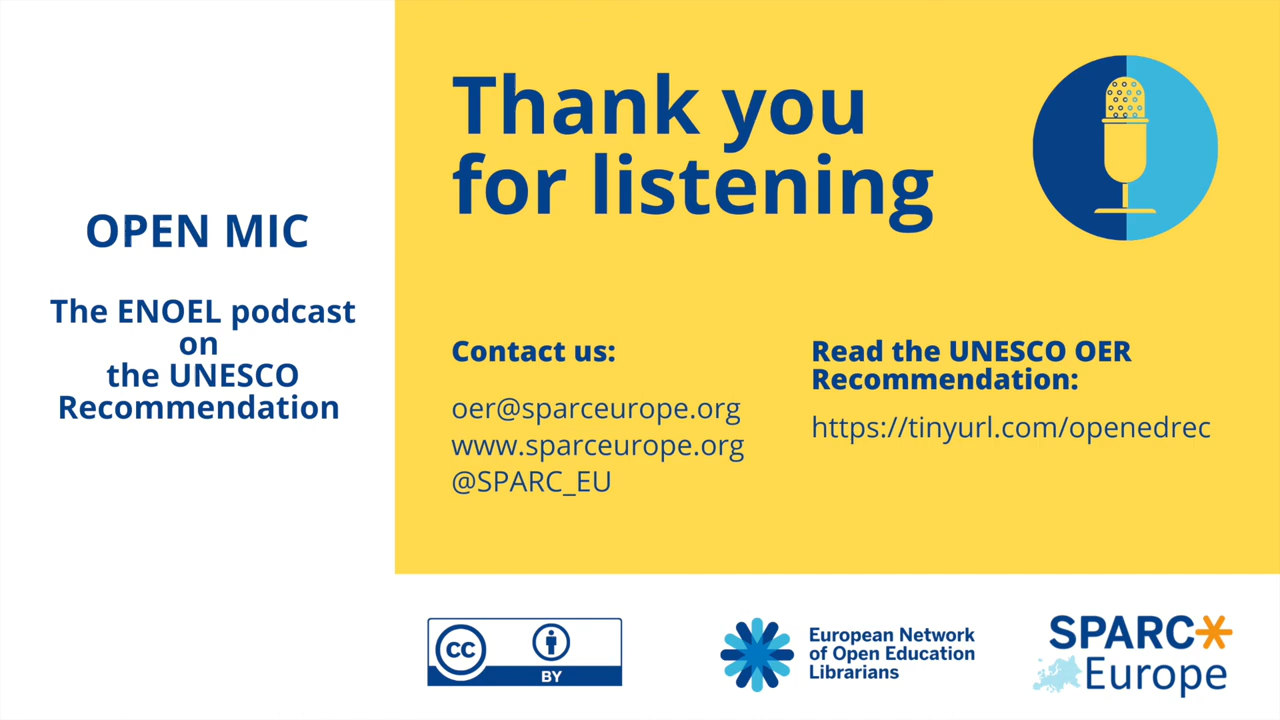 OPEN MIC
The ENOEL podcast
on
the UNESCO
Recommendation
Thank you
for listening
Contact us:
oer@sparceurope.org
www.sparceurope.org
@SPARC_EU
Read the UNESCO OER
Recommendation:
https://tinyurl.com/openedrec
CC
BY
European Network
of Open Education
Librarians
SPARC
Europe